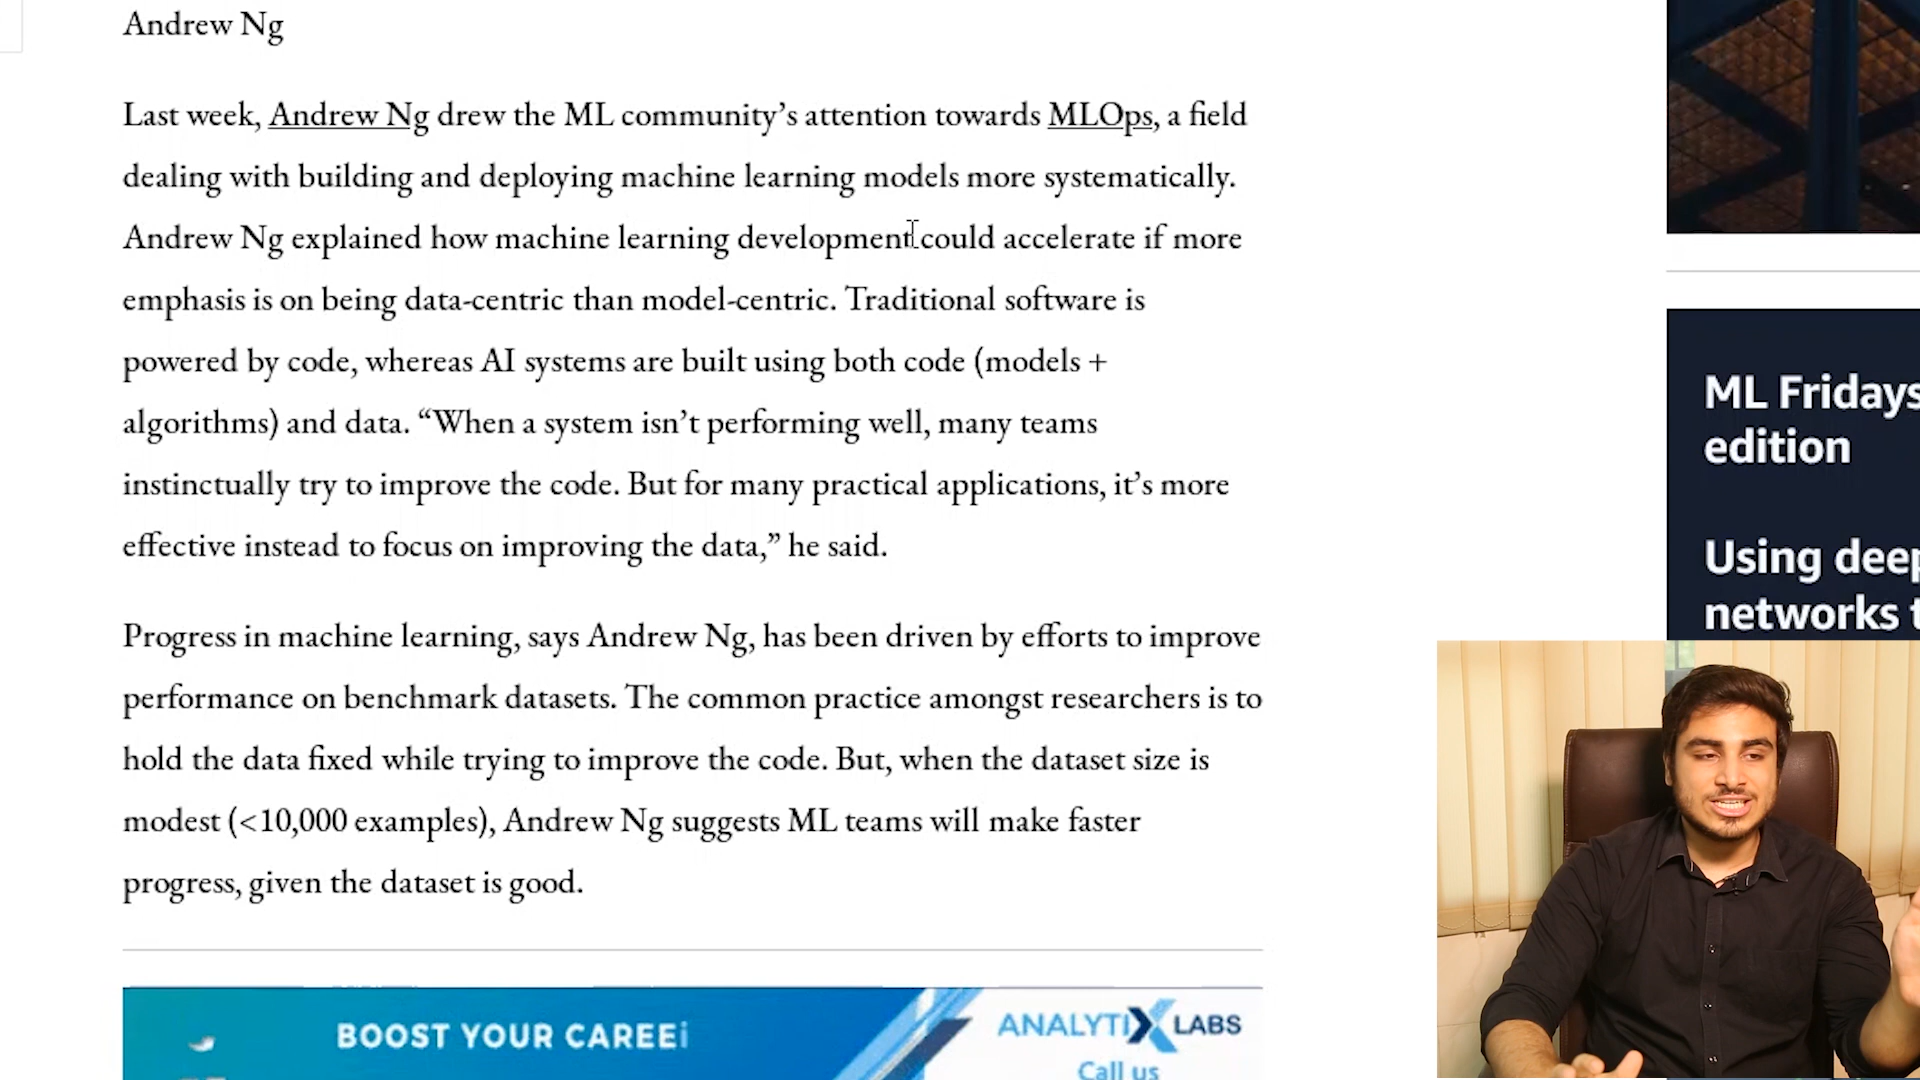 Andrew Ng
Last week, Andrew Ng drew the ML community’s attention towards MLOps, a field
dealing with building and deploying machine learning models more systematically.
Andrew Ng explained how machine learning development could accelerate if more
emphasis is on being data-centric than model-centric. Traditional software is
powered by code, whereas AI systems are built using both code (models +
algorithms) and data. “When a system isn’t performing well, many teams
instinctually try to improve the code. But for many practical applications, it’s more
effective instead to focus on improving the data,” he said.
Progress in machine learning, says Andrew Ng, has been driven by efforts to improve
performance on benchmark datasets. The common practice amongst researchers is to
hold the data fixed while trying to improve the code. But, when the dataset size is
modest (<10,000 examples), Andrew Ng suggests ML teams will make faster
progress, given the dataset is good.
BOOST YOUR CAREEi
ANALYTIXLABS
Call us
ML Fridays
edition
Using deep
networks t